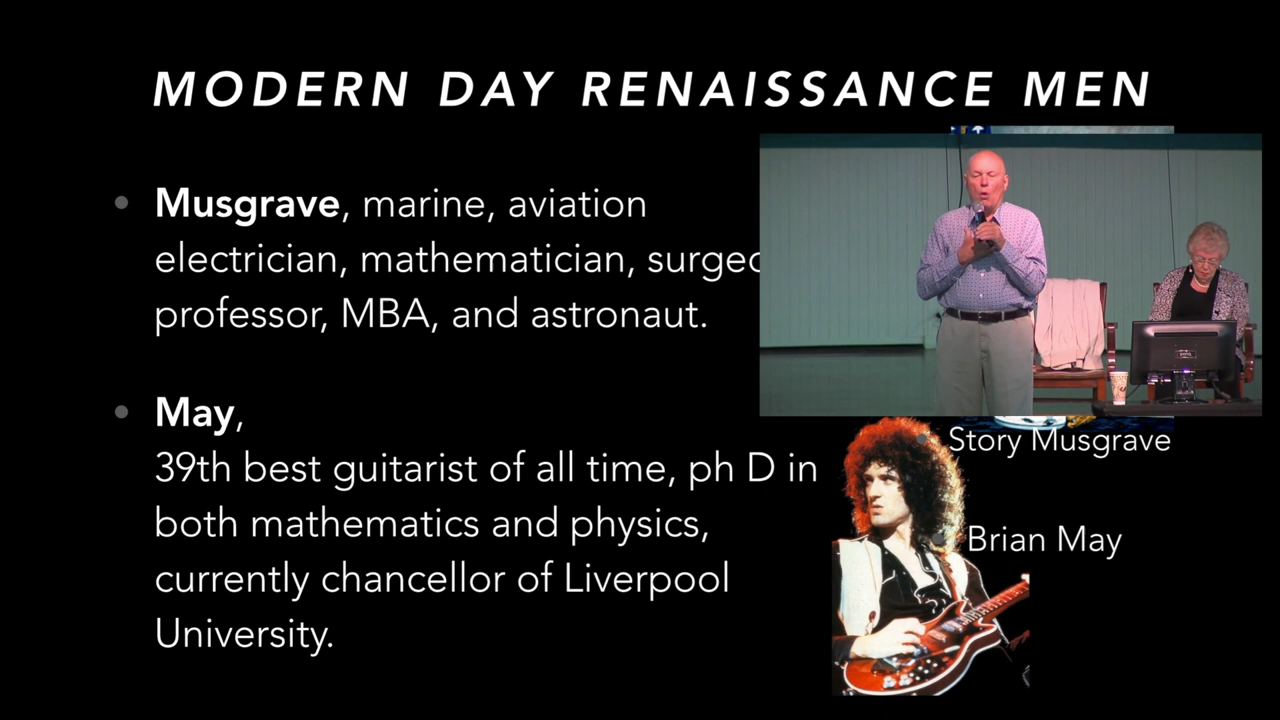 MODERN DAY RENAISSANCE MEN
Musgrave, marine, aviation
electrician, mathematician,
professor, MBA, and astronaut.
May,
39th best guitarist of all time, ph D in
both mathematics and physics,
currently chancellor of Liverpool
University.
Story Musgrave
Brian May